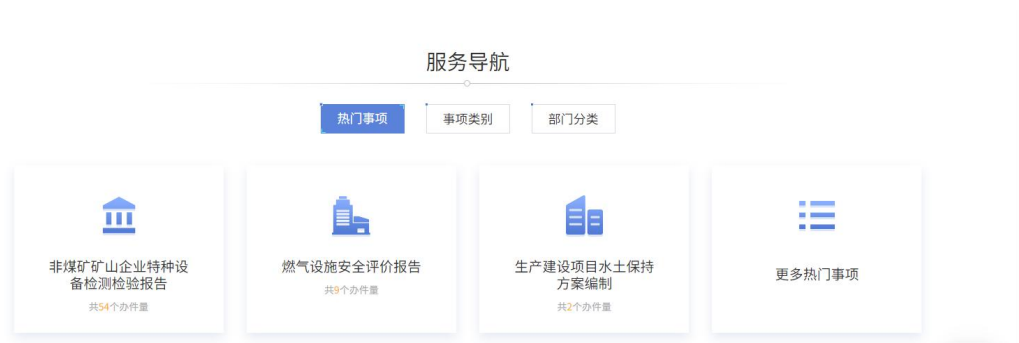 服务导航
热门事项
事项类别
部门分类
非煤矿矿山企业特种设
备检测检验报告
共54个办件量
燃气设施安全评价报告
共9个办件量
生产建设项目水土保持
方案编制
共2个办件量
更多热门事项